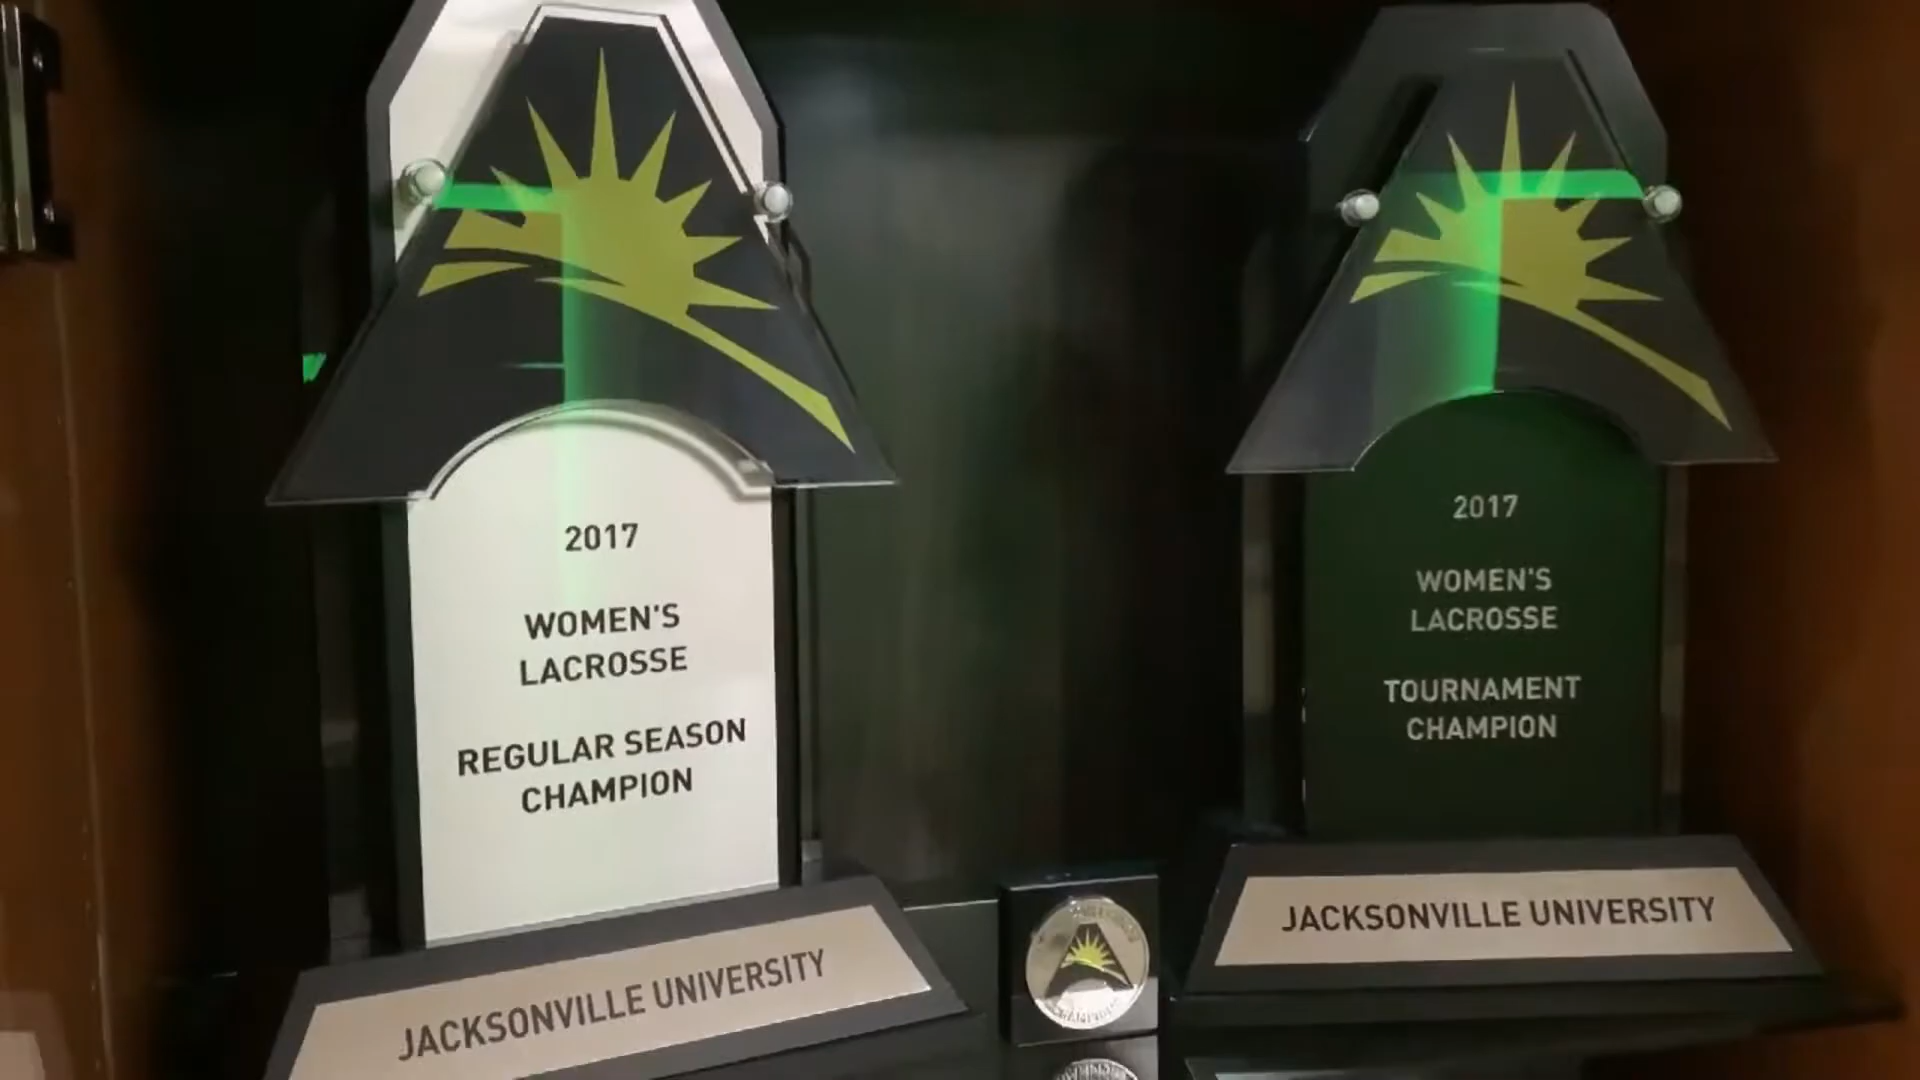 2017
WOMEN'S
LACROSSE
REGULAR SEASON
CHAMPION
JACKSONVILLE UNIVERSITY
2017
WOMEN'S
LACROSSE
TOURNAMENT
CHAMPION
JACKSONVILLE UNIVERSITY